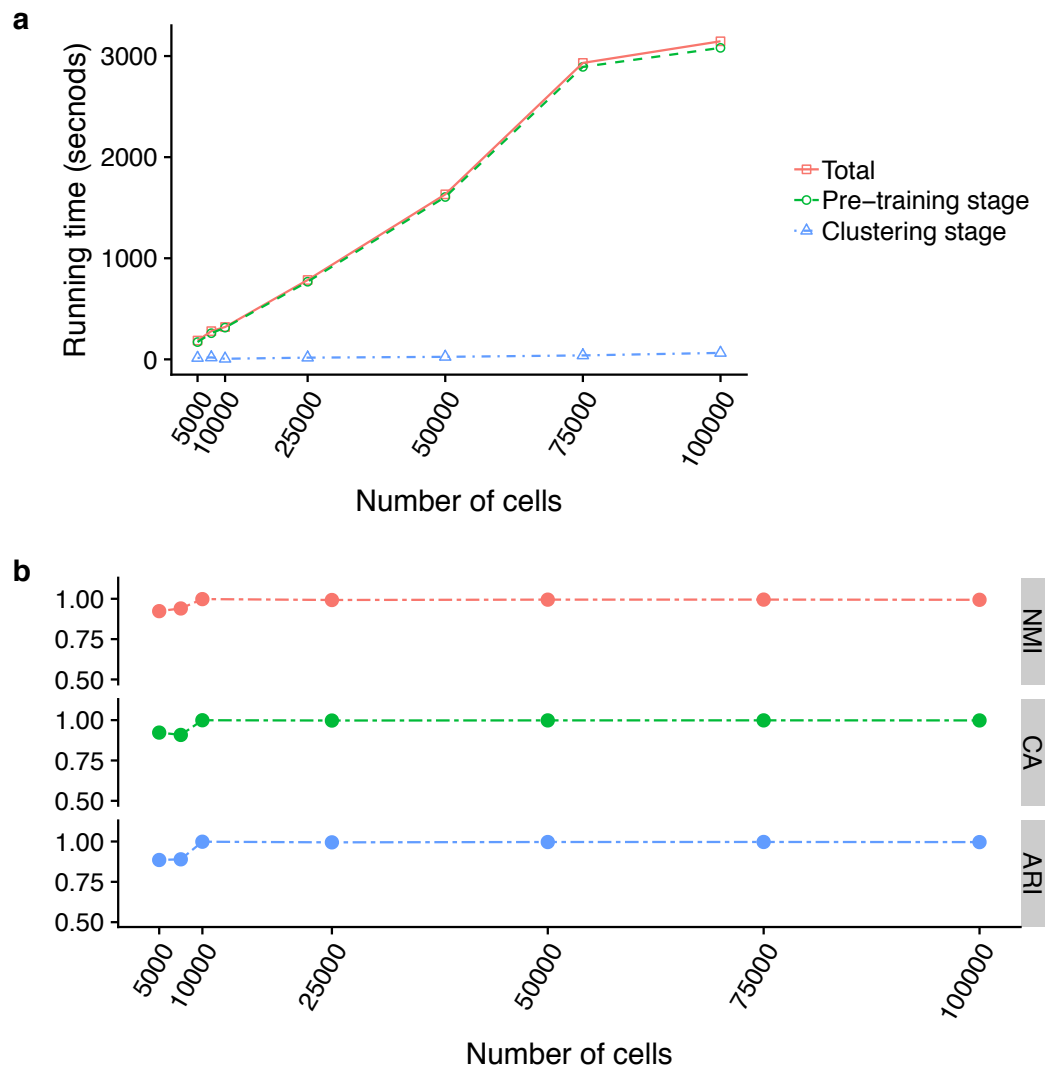 a
Running time (secnods)
3000
2000
1000
0
5000
10000
25000
50000
75000
100000
Number of cells
Total
Pre−training stage
Clustering stage
b
1.00
0.75
0.50
NMI
1.00
0.75
0.50
CA
1.00
0.75
0.50
ARI
5000
10000
25000
50000
75000
100000
Number of cells